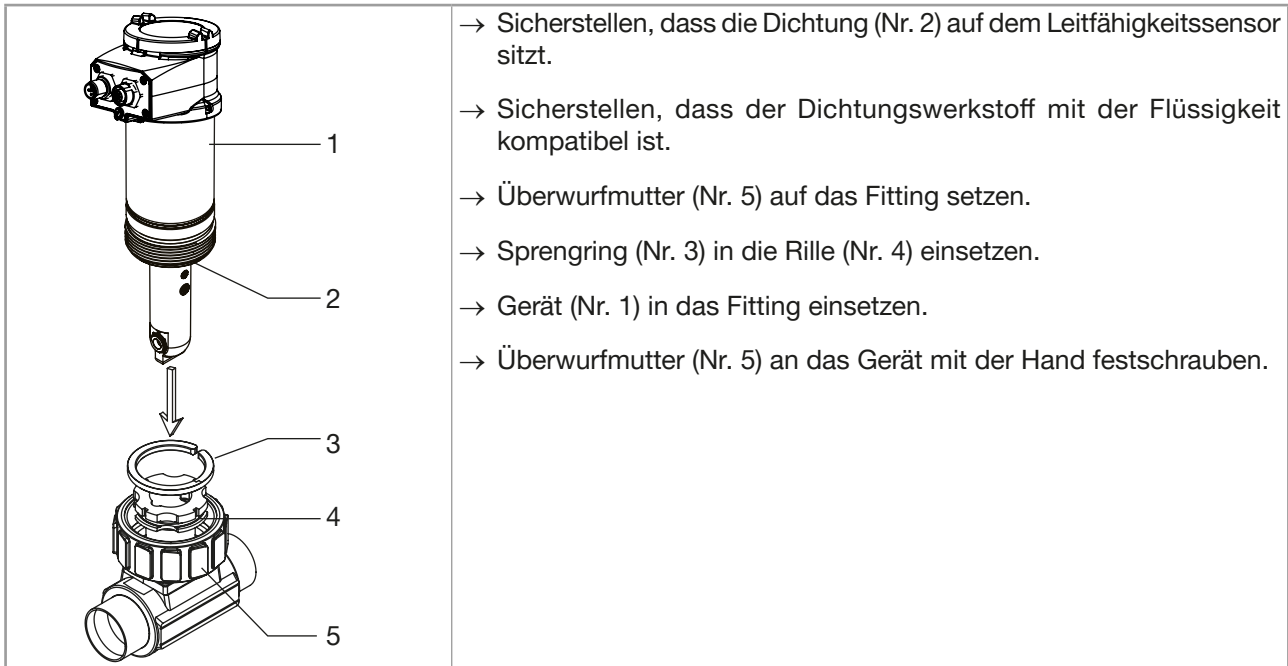 1
2
3
4
5
→ Sicherstellen, dass die Dichtung (Nr. 2) auf dem Leitfähigkeitssensor
sitzt.
→ Sicherstellen, dass der Dichtungswerkstoff mit der Flüssigkeit
kompatibel ist.
→ Überwurfmutter (Nr. 5) auf das Fitting setzen.
→ Sprengring (Nr. 3) in die Rille (Nr. 4) einsetzen.
→ Gerät (Nr. 1) in das Fitting einsetzen.
→ Überwurfmutter (Nr. 5) an das Gerät mit der Hand festschrauben.